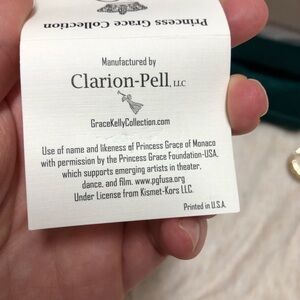 Princess Grace Collection
Manufactured by
Clarion-Pell, LLC
GraceKellyCollection.com
Use of name and likeness of Princess Grace of Monaco
with permission by the Princess Grace Foundation-USA,
which supports emerging artists in theater,
dance, and film. www.pgfusa.org
Under License from Kismet-Kors LLC.
Printed in U.S.A.